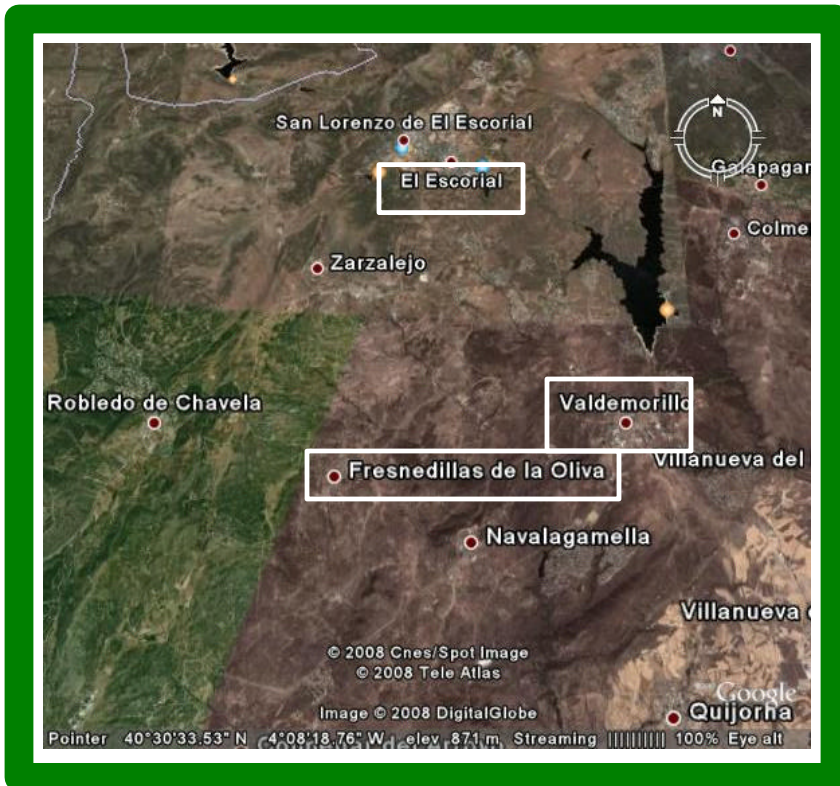 N
San Lorenzo de El Escorial
Galapagar
El Escorial
Colme
Zarzalejo
Robledo de Chavela
Valdemorillo
Villanueva del
Fresnedillas de la Oliva
Navalagamella
Villanueva
© 2008 Cnes/Spot Image
© 2008 Tele Atlas
Google
Image © 2008 DigitalGlobe
Quijorna
Pointer 40°30'33.53" N 4°08'18.76" W elev 871 m Streaming |||||||||| 100% Eye alt